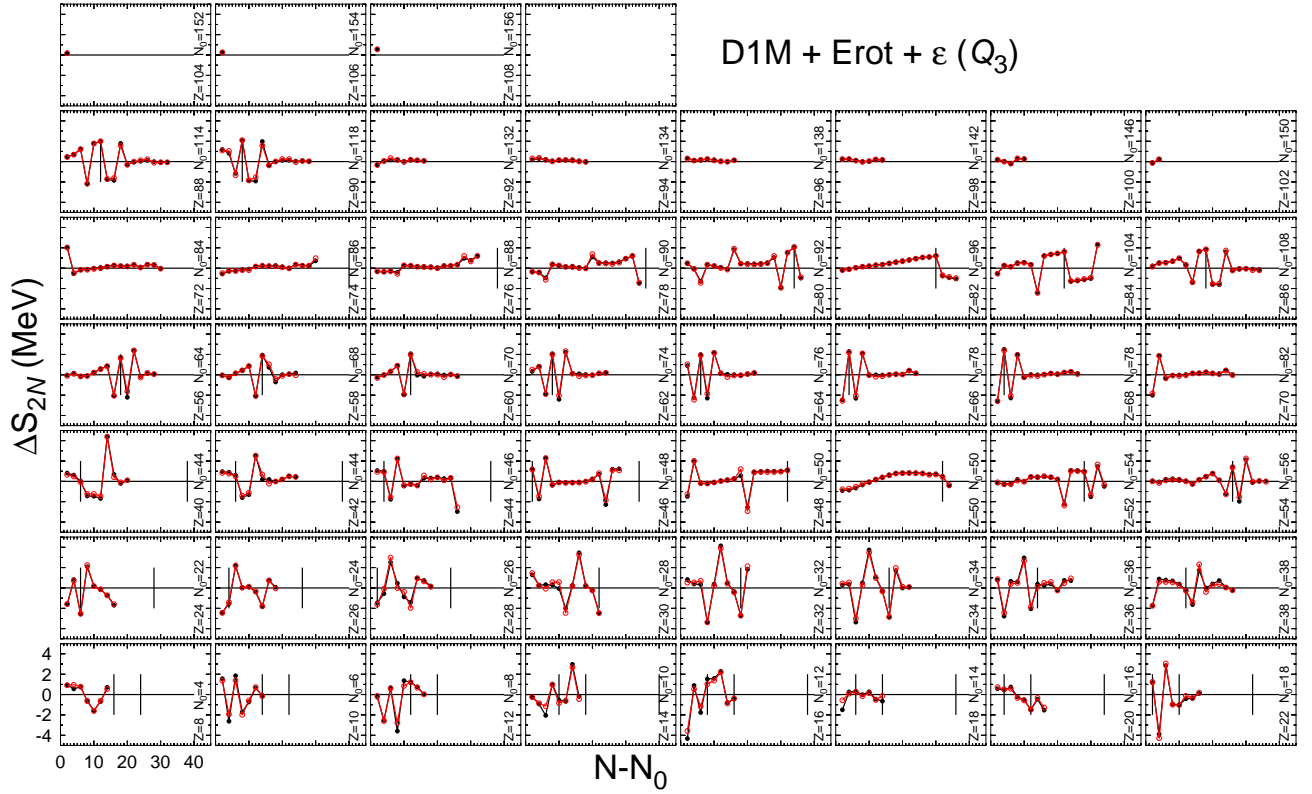 D1M + Erot + ε (Q₃)
Z=104 N₀=152
Z=106 N₀=154
Z=108 N₀=156
Z=88 N₀=114
Z=90 N₀=118
Z=92 N₀=132
Z=94 N₀=134
Z=96 N₀=138
Z=98 N₀=142
Z=100 N₀=146
Z=102 N₀=150
Z=72 N₀=84
Z=74 N₀=86
Z=76 N₀=88
Z=78 N₀=90
Z=80 N₀=92
Z=82 N₀=96
Z=84 N₀=104
Z=86 N₀=108
Z=56 N₀=64
Z=58 N₀=68
Z=60 N₀=70
Z=62 N₀=74
Z=64 N₀=76
Z=66 N₀=78
Z=68 N₀=78
Z=70 N₀=82
Z=40 N₀=44
Z=42 N₀=44
Z=44 N₀=46
Z=46 N₀=48
Z=48 N₀=50
Z=50 N₀=50
Z=52 N₀=54
Z=54 N₀=56
Z=24 N₀=22
Z=26 N₀=24
Z=28 N₀=26
Z=30 N₀=28
Z=32 N₀=32
Z=34 N₀=32
Z=36 N₀=34
Z=38 N₀=36
N₀=38
Z=8 N₀=4
Z=10 N₀=6
Z=12 N₀=8
Z=14 N₀=10
Z=16 N₀=12
Z=18 N₀=14
Z=20 N₀=16
Z=22 N₀=18
ΔS₂N (MeV)
4
2
0
-2
-4
0 10 20 30 40
N-N₀